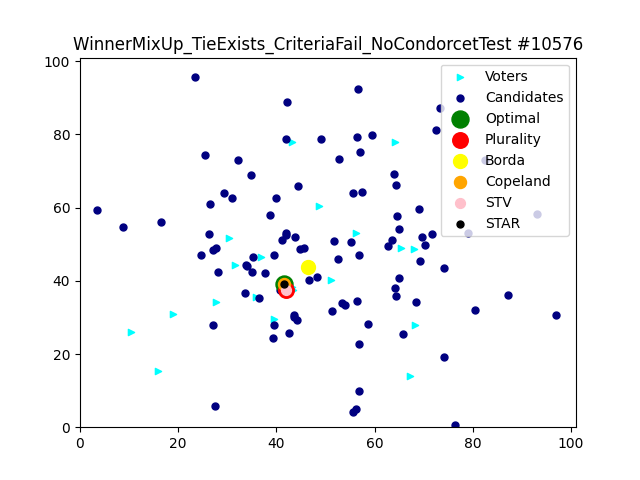 WinnerMixUp_TieExists_CriteriaFail_NoCondorcetTest #10576
100
80
60
40
20
0
0
20
40
60
80
100
Voters
Candidates
Optimal
Plurality
Borda
Copeland
STV
STAR